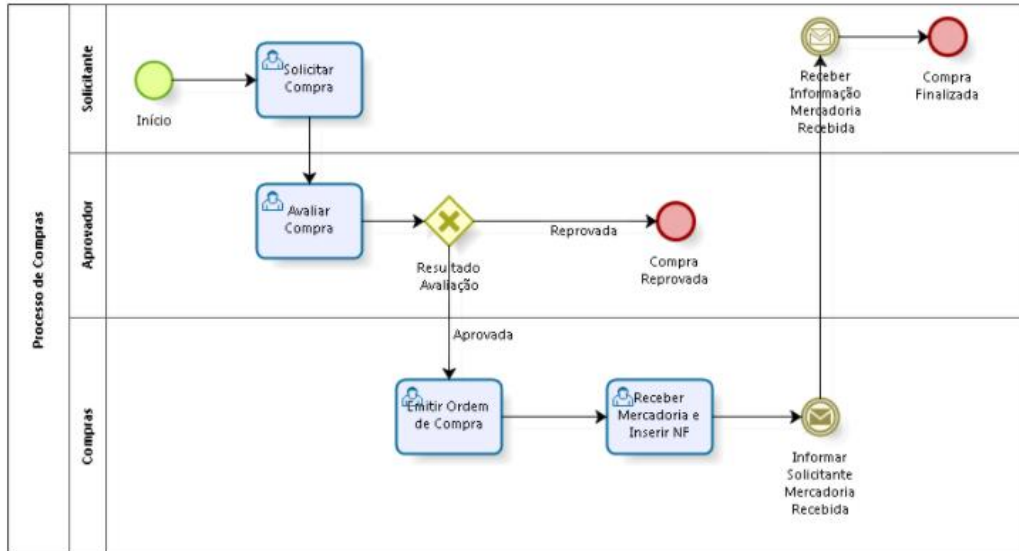 Processo de Compras
Solicitante
Início
Solicitar
Compra
Receber
Informação
Mercadoria
Recebida
Compra
Finalizada
Aprovador
Avaliar
Compra
Resultado
Avaliação
Reprovada
Compra
Reprovada
Aprovada
Compras
Emitir Ordem
de Compra
Receber
Mercadoria e
Inserir NF
Informar
Solicitante
Mercadoria
Recebida